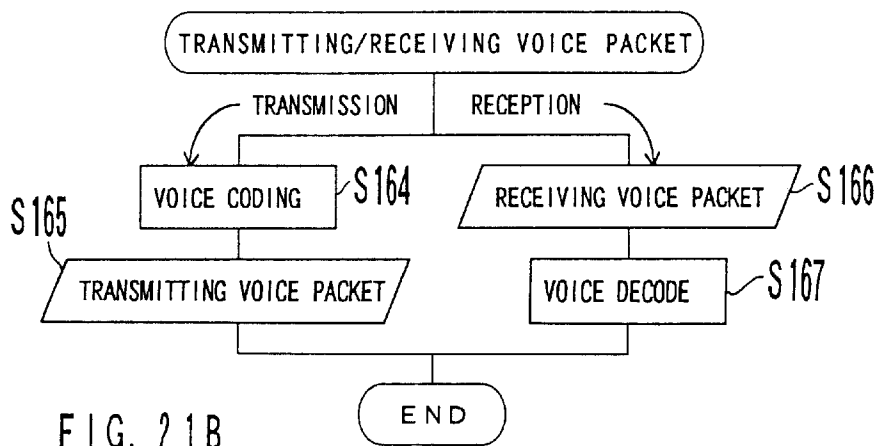 TRANSMITTING/RECEIVING VOICE PACKET
TRANSMISSION
RECEPTION
VOICE CODING
S164
RECEIVING VOICE PACKET
S166
S165
TRANSMITTING VOICE PACKET
VOICE DECODE
S167
END
FIG. 21B